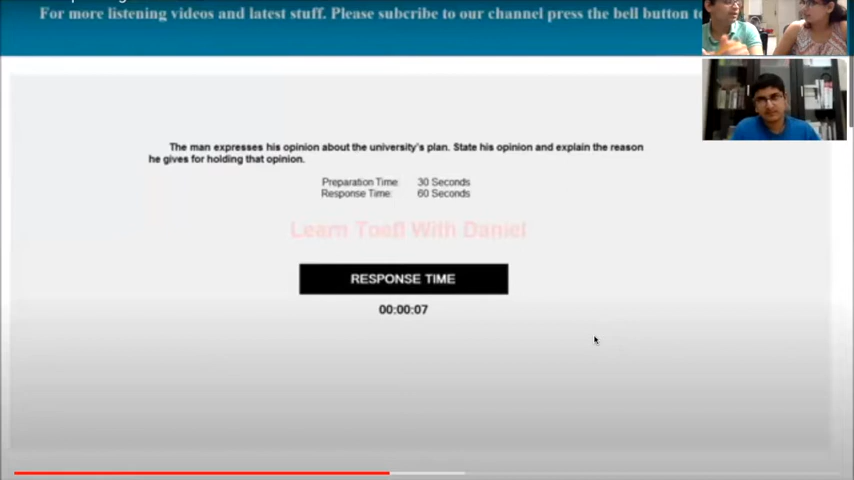 For more listening videos and latest stuff. Please subcribe to our channel press the bell button
The man expresses his opinion about the university's plan. State his opinion and explain the reason
he gives for holding that opinion.
Preparation Time: 30 Seconds
Response Time: 60 Seconds
Learn Toefl With Daniel
RESPONSE TIME
00:00:07